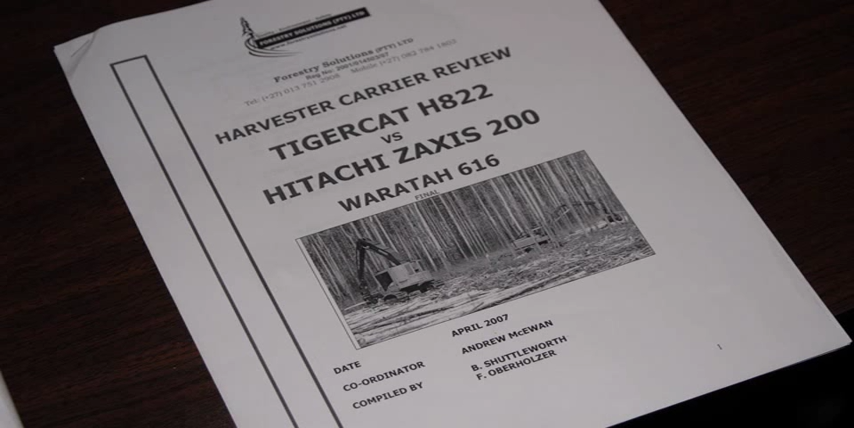 FORESTRY SOLUTIONS (PTY) LTD
Forestry Solutions (PTY) LTD
HARVESTER CARRIER REVIEW
TIGERCAT H822
VS
HITACHI ZAXIS 200
WARATAH 616
FINAL
DATE APRIL 2007
CO-ORDINATOR ANDREW McEWAN
COMPILED BY B. SHUTTLEWORTH
F. OBERHOLZER
1